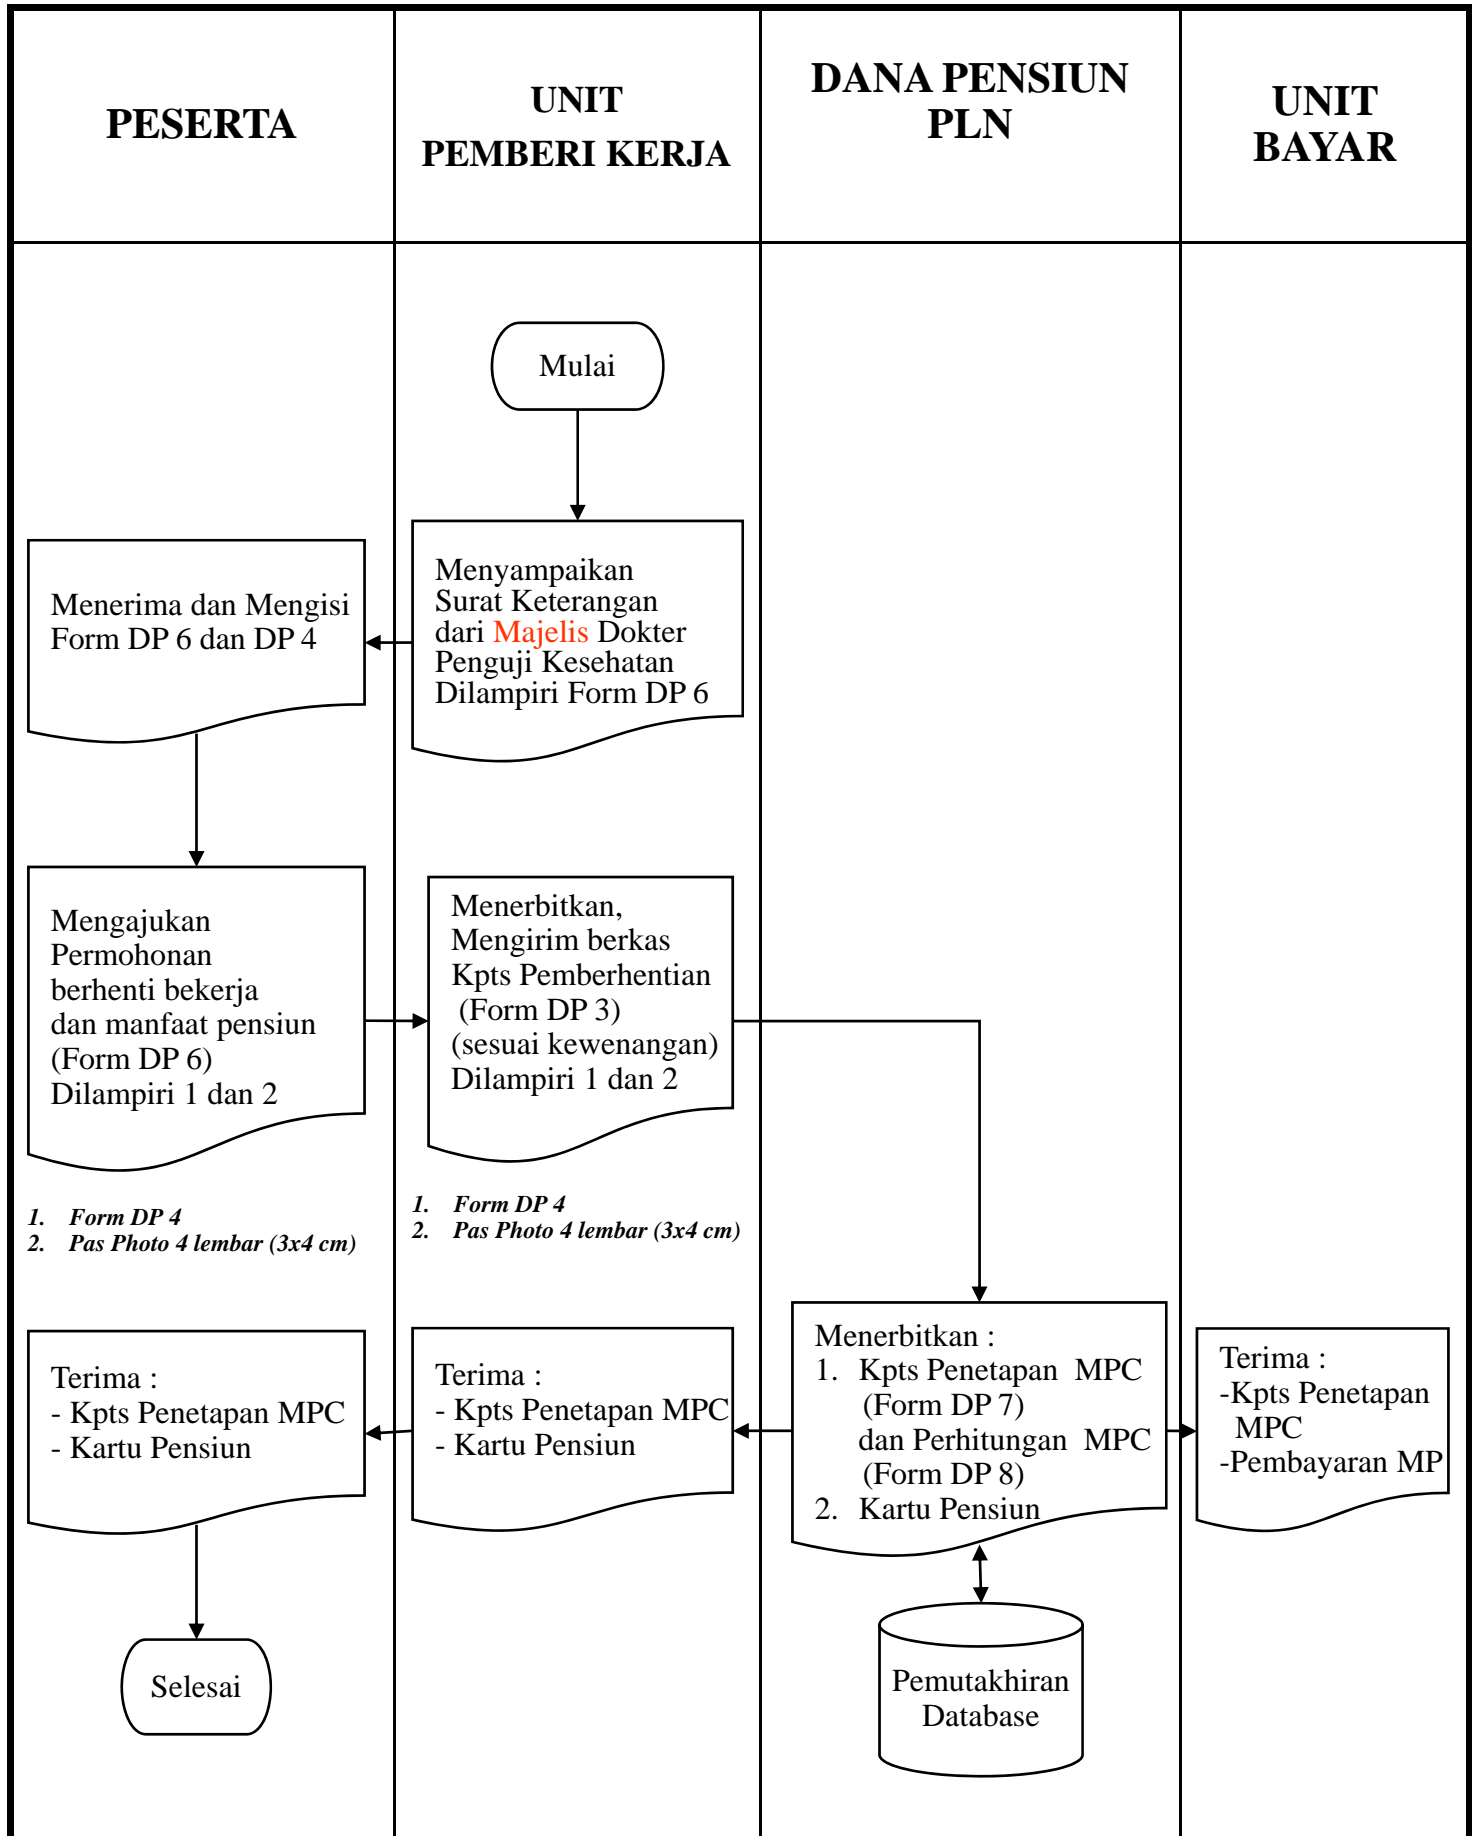 PESERTA
UNIT
PEMBERI KERJA
DANA PENSIUN
PLN
UNIT
BAYAR
Mulai
Menyampaikan
Surat Keterangan
dari Majelis Dokter
Penguji Kesehatan
Dilampiri Form DP 6
Menerima dan Mengisi
Form DP 6 dan DP 4
Mengajukan
Permohonan
berhenti bekerja
dan manfaat pensiun
(Form DP 6)
Dilampiri 1 dan 2
1. Form DP 4
2. Pas Photo 4 lembar (3x4 cm)
Menerbitkan,
Mengirim berkas
Kpts Pemberhentian
(Form DP 3)
(sesuai kewenangan)
Dilampiri 1 dan 2
1. Form DP 4
2. Pas Photo 4 lembar (3x4 cm)
Menerbitkan :
1. Kpts Penetapan MPC
(Form DP 7)
dan Perhitungan MPC
(Form DP 8)
2. Kartu Pensiun
Terima :
-Kpts Penetapan
MPC
-Pembayaran MP
Terima :
- Kpts Penetapan MPC
- Kartu Pensiun
Terima :
- Kpts Penetapan MPC
- Kartu Pensiun
Pemutakhiran
Database
Selesai